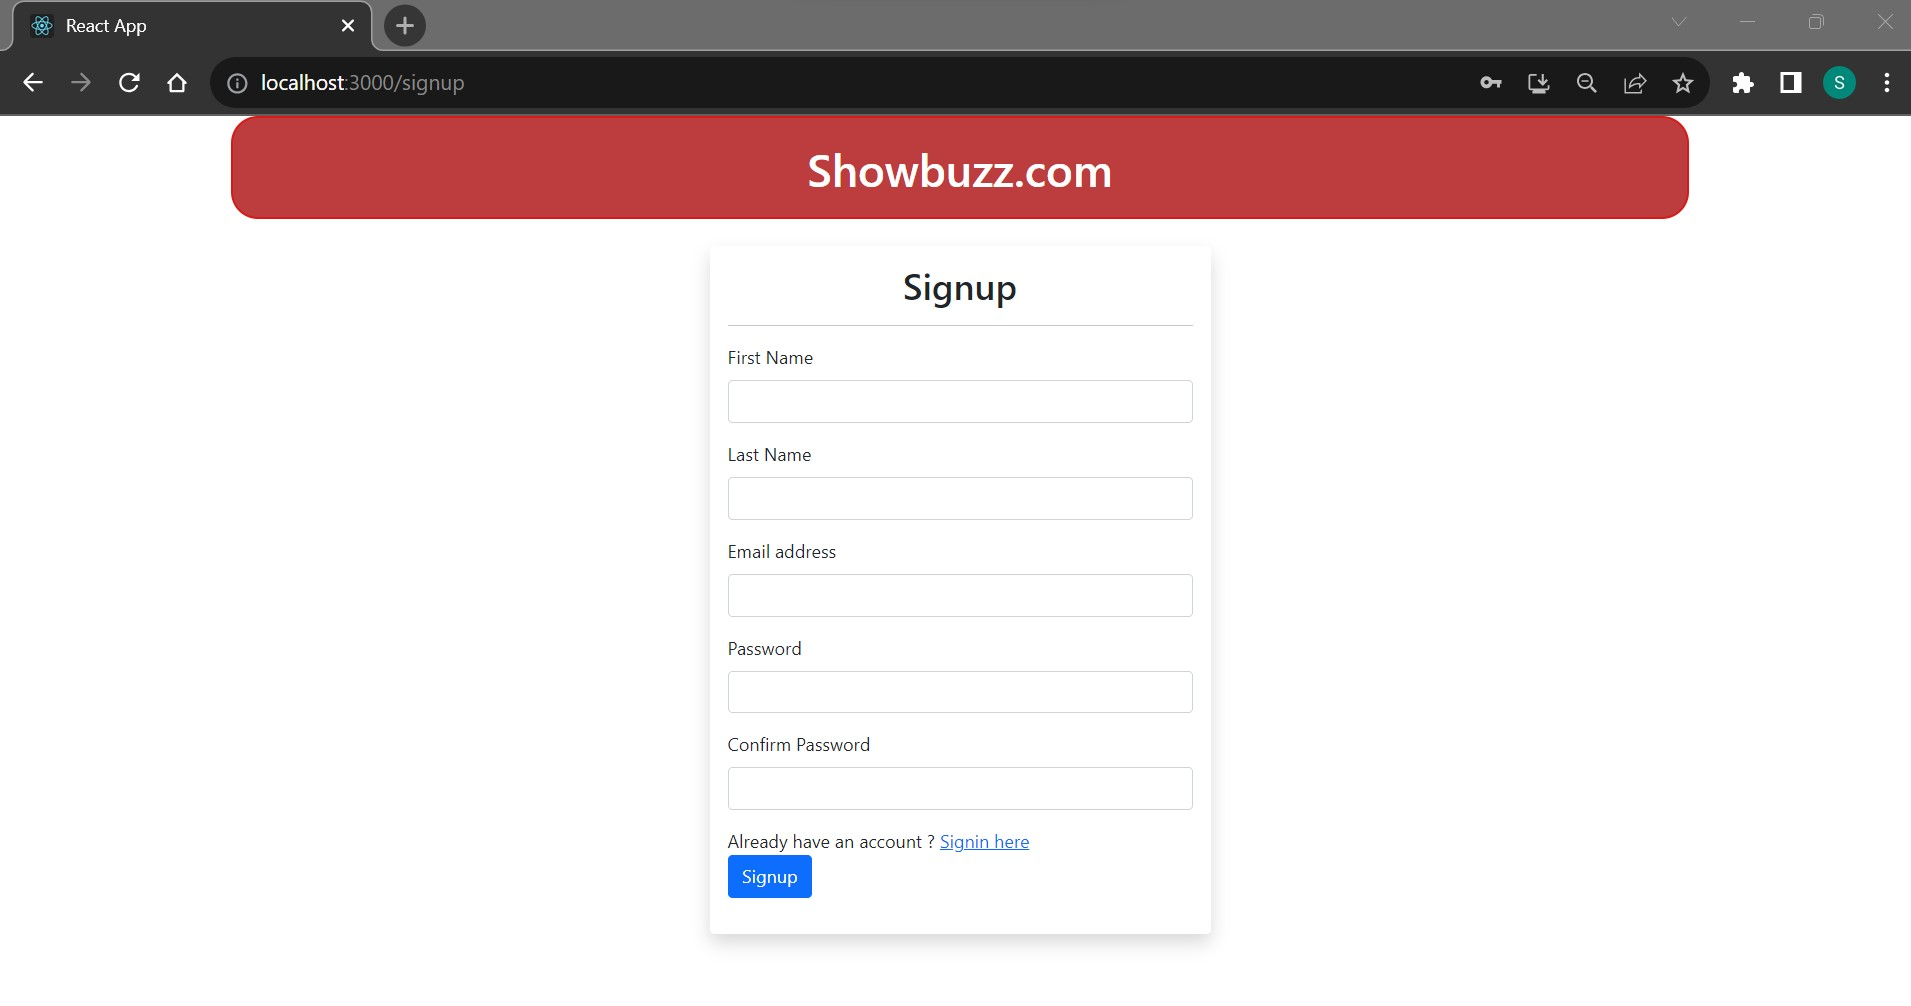 React App
localhost:3000/signup
S
Showbuzz.com
Signup
First Name
Last Name
Email address
Password
Confirm Password
Already have an account ? Signin here
Signup